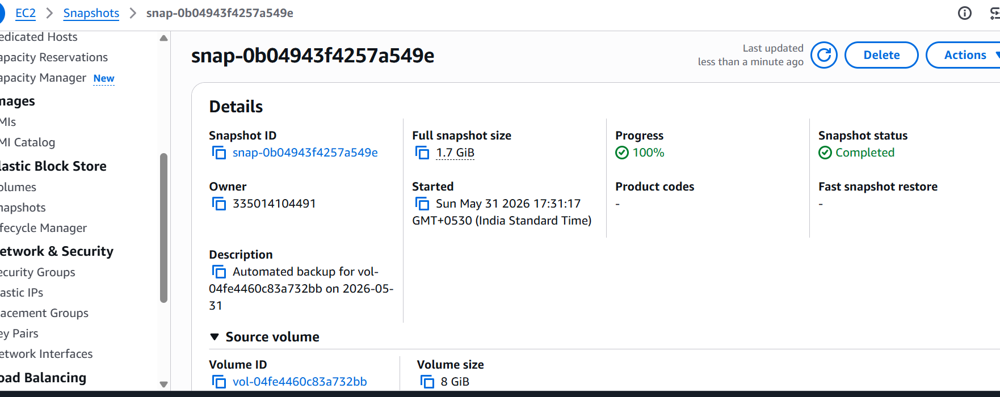 EC2 > Snapshots > snap-0b04943f4257a549e
edicated Hosts
apacity Reservations
apacity Manager New
mages
MIs
MI Catalog
lastic Block Store
olumes
napshots
fecycle Manager
etwork & Security
ecurity Groups
astic IPs
acement Groups
ey Pairs
etwork Interfaces
oad Balancing
snap-0b04943f4257a549e
Last updated
less than a minute ago
Delete
Actions
Details
Snapshot ID
snap-0b04943f4257a549e
Full snapshot size
1.7 GiB
Progress
100%
Snapshot status
Completed
Owner
335014104491
Started
Sun May 31 2026 17:31:17
GMT+0530 (India Standard Time)
Product codes
-
Fast snapshot restore
-
Description
Automated backup for vol-
04fe4460c83a732bb on 2026-05-
31
Source volume
Volume ID
vol-04fe4460c83a732bb
Volume size
8 GiB